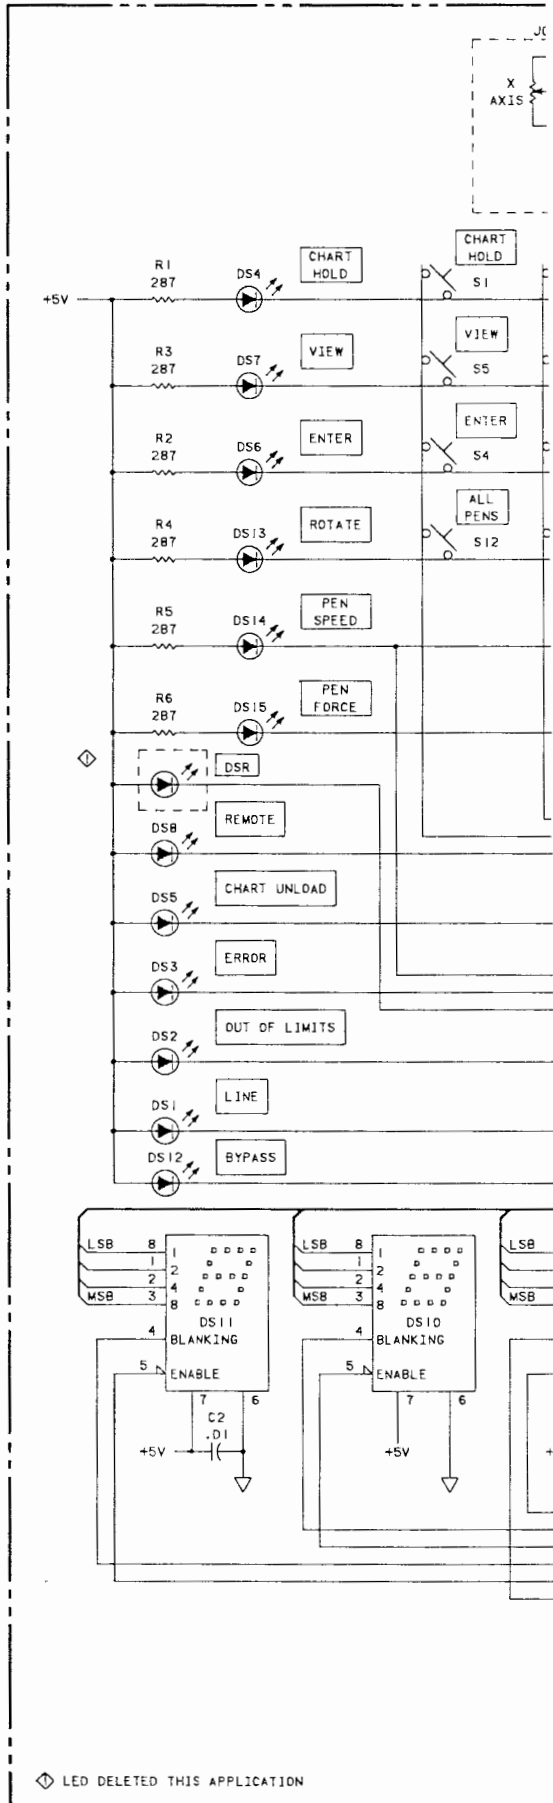 JO
X
AXIS
CHART
HOLD
S1
R1
287
DS4
CHART
HOLD
+5V
R3
287
DS7
VIEW
VIEW
S5
R2
287
DS6
ENTER
ENTER
S4
R4
287
DS13
ROTATE
ALL
PENS
S12
R5
287
DS14
PEN
SPEED
R6
287
DS15
PEN
FORCE
1
DSR
DS8
REMOTE
DS5
CHART UNLOAD
DS3
ERROR
DS2
OUT OF LIMITS
DS1
LINE
DS12
BYPASS
LSB 8 1
1 2
2 4
MSB 3 8
DS11
4 BLANKING
5 ENABLE
7 6
C2
.01
+5V
LSB 8 1
1 2
2 4
MSB 3 8
DS10
4 BLANKING
5 ENABLE
7 6
+5V
LSB
MSB
+
1 LED DELETED THIS APPLICATION